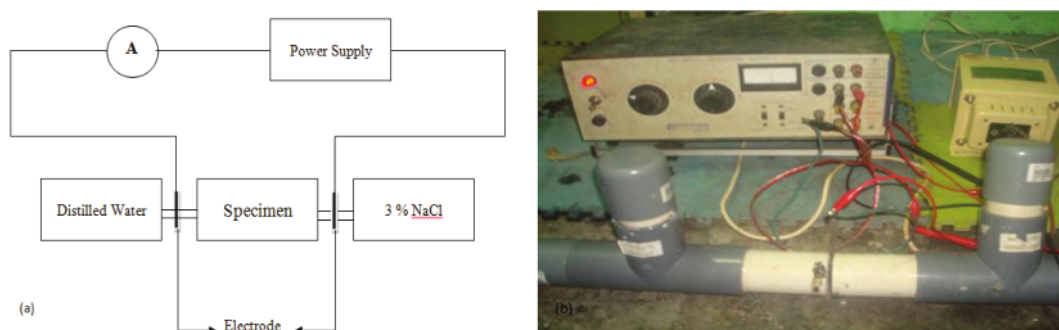 A
Power Supply
Distilled Water
Specimen
3 % NaCl
Electrode
(a)
(b)